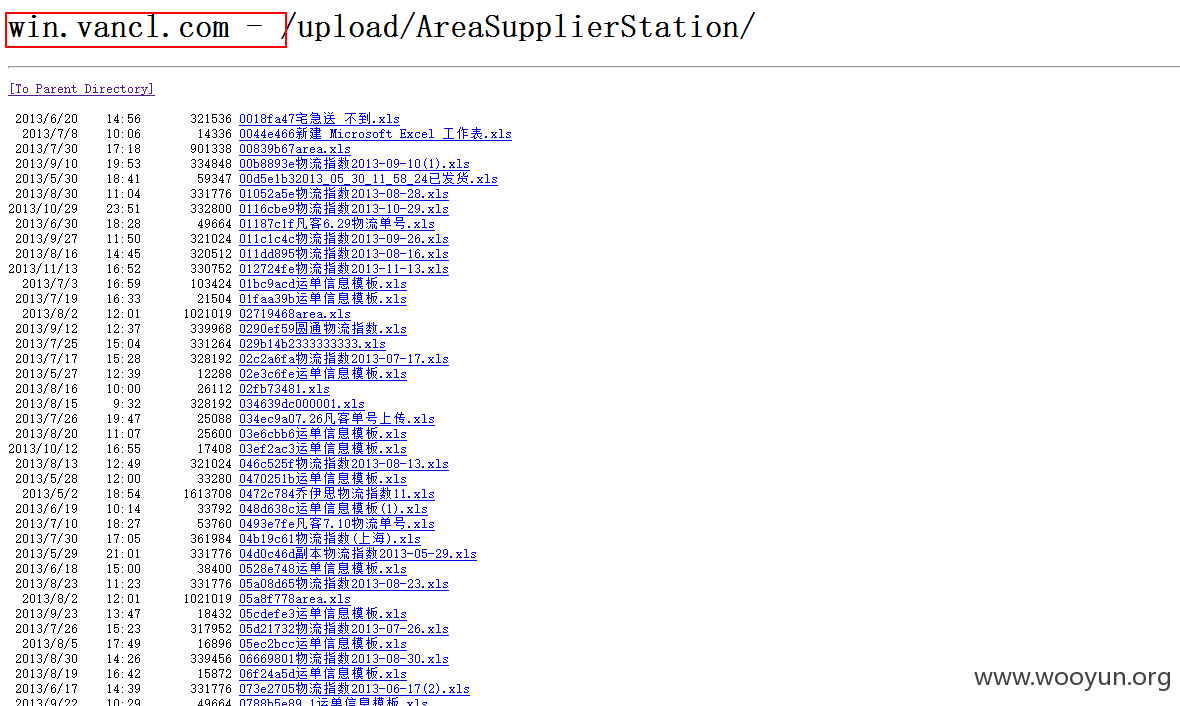 win.vancl.com - /upload/AreaSupplierStation/
[To Parent Directory]
2013/6/20 14:56 321536 0018fa47宅急送 不到.xls
2013/7/8 10:06 14336 0044e466新建 Microsoft Excel 工作表.xls
2013/7/30 17:18 901338 00839b67area.xls
2013/9/10 19:53 334848 00b8893e物流指数2013-09-10(1).xls
2013/5/30 18:41 59347 00d5e1b32013_05_30_11_58_24已发货.xls
2013/8/30 11:04 331776 01052a5e物流指数2013-08-28.xls
2013/10/29 23:51 332800 0116cbe9物流指数2013-10-29.xls
2013/6/30 18:28 49664 01187c1f凡客6.29物流单号.xls
2013/9/27 11:50 321024 011c1c4c物流指数2013-09-26.xls
2013/8/16 14:45 320512 011dd895物流指数2013-08-16.xls
2013/11/13 16:52 330752 012724fe物流指数2013-11-13.xls
2013/7/3 16:59 103424 01bc9acd运单信息模板.xls
2013/7/19 16:33 21504 01faa39b运单信息模板.xls
2013/8/2 12:01 1021019 02719468area.xls
2013/9/12 12:37 339968 0290ef59圆通物流指数.xls
2013/7/25 15:04 331264 029b14b2333333333.xls
2013/7/17 15:28 328192 02c2a6fa物流指数2013-07-17.xls
2013/5/27 12:39 12288 02e3c6fe运单信息模板.xls
2013/8/16 10:00 26112 02fb73481.xls
2013/8/15 9:32 328192 034639dc000001.xls
2013/7/26 19:47 25088 034ec9a07.26凡客单号上传.xls
2013/8/20 11:07 25600 03e6cbb6运单信息模板.xls
2013/10/12 16:55 17408 03ef2ac3运单信息模板.xls
2013/8/13 12:49 321024 046c525f物流指数2013-08-13.xls
2013/5/28 12:00 33280 0470251b运单信息模板.xls
2013/5/2 18:54 1613708 0472c784乔伊思物流指数11.xls
2013/6/19 10:14 33792 048d638c运单信息模板(1).xls
2013/7/10 18:27 53760 0493e7fe凡客7.10物流单号.xls
2013/7/30 17:05 361984 04b19c61物流指数(上海).xls
2013/5/29 21:01 331776 04d0c46d副本物流指数2013-05-29.xls
2013/6/18 15:00 38400 0528e748运单信息模板.xls
2013/8/23 11:23 331776 05a08d65物流指数2013-08-23.xls
2013/8/2 12:01 1021019 05a8f778area.xls
2013/9/23 13:47 18432 05cdefe3运单信息模板.xls
2013/7/26 15:23 317952 05d21732物流指数2013-07-26.xls
2013/8/5 17:49 16896 05ec2bcc运单信息模板.xls
2013/8/30 14:26 339456 06669801物流指数2013-08-30.xls
2013/8/19 16:42 15872 06f24a5d运单信息模板.xls
2013/6/17 14:39 331776 073e2705物流指数2013-06-17(2).xls
2013/9/22 10:29 49664 0788b5e89.1运单信息模板.xls
www.wooyun.org